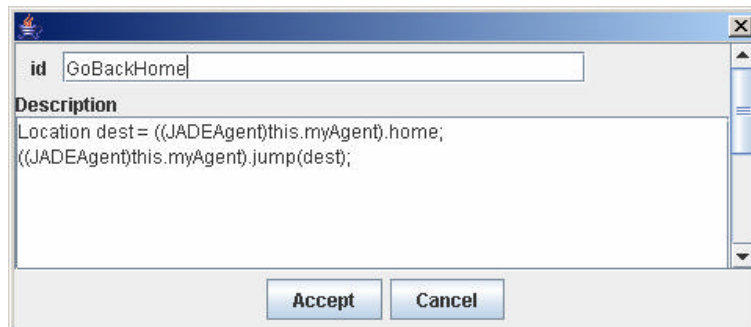 id GoBackHome
Description
Location dest = ((JADEAgent)this.myAgent).home;
((JADEAgent)this.myAgent).jump(dest);
Accept Cancel